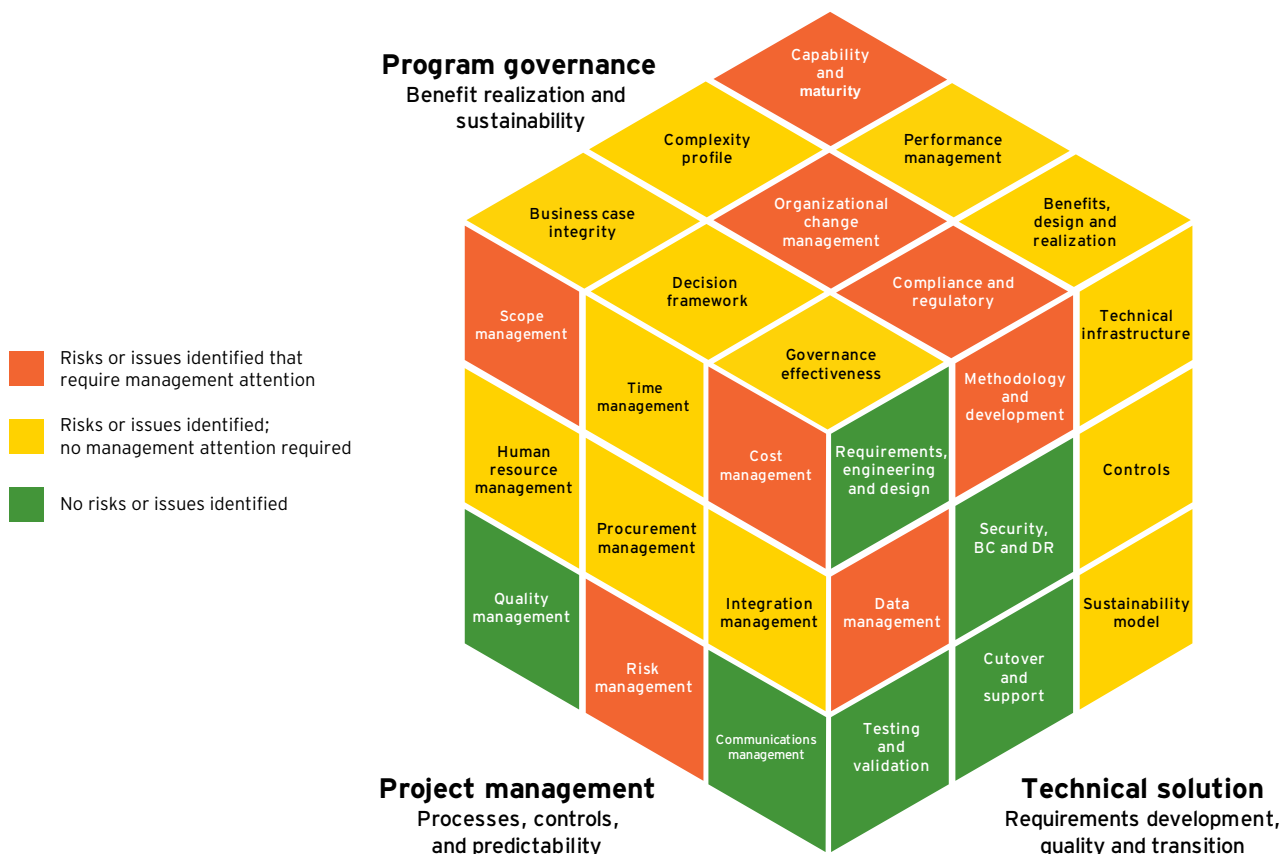 Program governance
Benefit realization and
sustainability
Capability
and
maturity
Complexity
profile
Performance
management
Business case
integrity
Organizational
change
management
Benefits,
design and
realization
Decision
framework
Compliance and
regulatory
Governance
effectiveness
Scope
management
Time
management
Cost
management
Human
resource
management
Procurement
management
Integration
management
Quality
management
Risk
management
Communications
management
Requirements,
engineering
and design
Methodology
and
development
Technical
infrastructure
Data
management
Security,
BC and DR
Controls
Testing
and
validation
Cutover
and
support
Sustainability
model
Risks or issues identified that
require management attention
Risks or issues identified;
no management attention required
No risks or issues identified
Project management
Processes, controls,
and predictability
Technical solution
Requirements development,
quality and transition